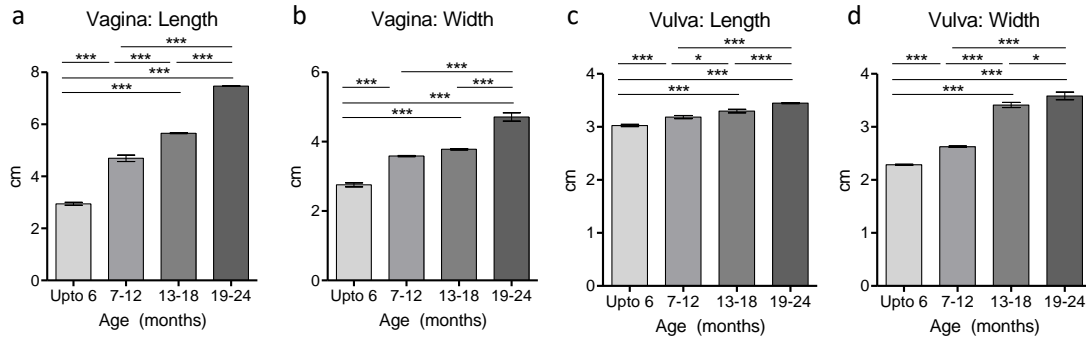 a Vagina: Length
*** 
*** *** ***
***
***
cm
8
6
4
2
0
Upto 6 7-12 13-18 19-24
Age (months)
b Vagina: Width
***
*** ***
***
***
cm
6
4
2
0
Upto 6 7-12 13-18 19-24
Age (months)
c Vulva: Length
***
*** * ***
***
***
cm
4
3
2
1
0
Upto 6 7-12 13-18 19-24
Age (months)
d Vulva: Width
***
*** *** *
***
***
cm
4
3
2
1
0
Upto 6 7-12 13-18 19-24
Age (months)